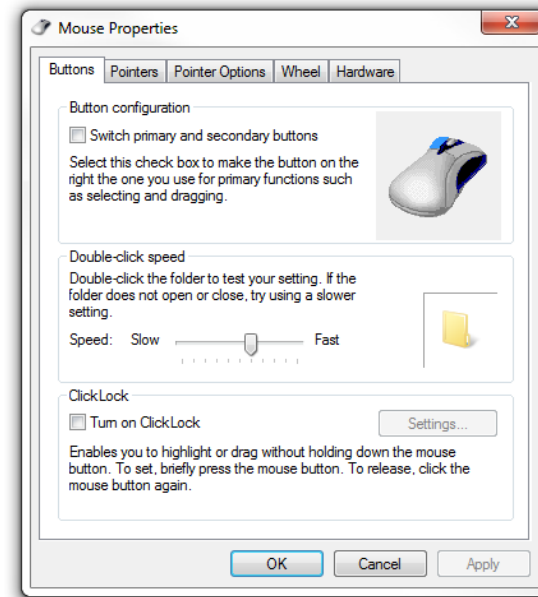 Mouse Properties
Buttons Pointers Pointer Options Wheel Hardware
Button configuration
Switch primary and secondary buttons
Select this check box to make the button on the
right the one you use for primary functions such
as selecting and dragging.
Double-click speed
Double-click the folder to test your setting. If the
folder does not open or close, try using a slower
setting.
Speed: Slow Fast
ClickLock
Turn on ClickLock Settings...
Enables you to highlight or drag without holding down the mouse
button. To set, briefly press the mouse button. To release, click the
mouse button again.
OK Cancel Apply